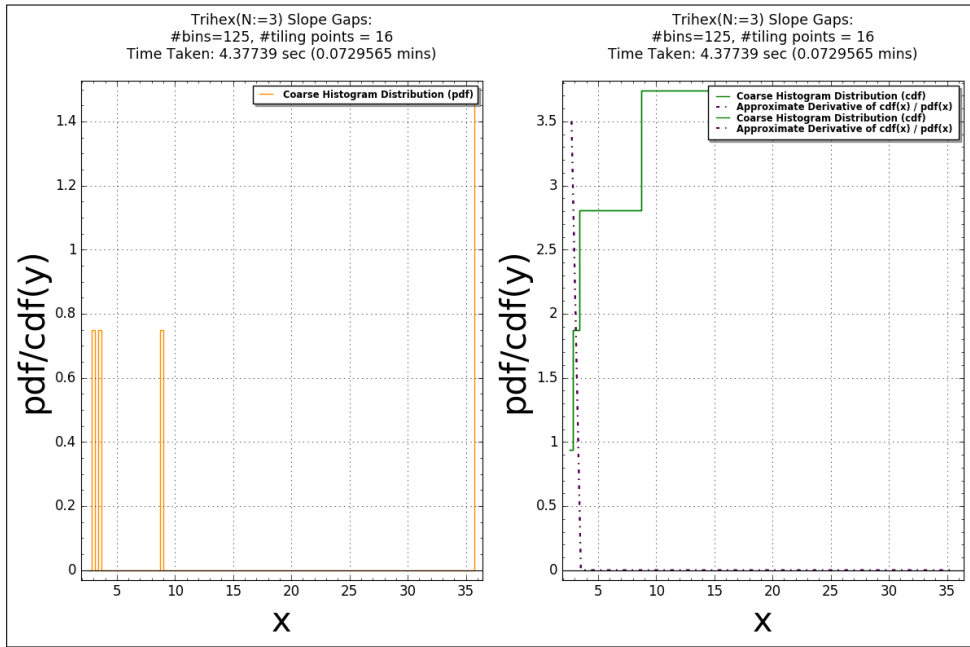 Trihex(N:=3) Slope Gaps:
#bins=125, #tiling points = 16
Time Taken: 4.37739 sec (0.0729565 mins)
Coarse Histogram Distribution (pdf)
1.4
1.2
1
0.8
0.6
0.4
0.2
0
5
10
15
20
25
30
35
pdf/cdf(y)
x
Trihex(N:=3) Slope Gaps:
#bins=125, #tiling points = 16
Time Taken: 4.37739 sec (0.0729565 mins)
Coarse Histogram Distribution (cdf)
Approximate Derivative of cdf(x) / pdf(x)
Coarse Histogram Distribution (cdf)
Approximate Derivative of cdf(x) / pdf(x)
3.5
3
2.5
2
1.5
1
0.5
0
5
10
15
20
25
30
35
pdf/cdf(y)
x